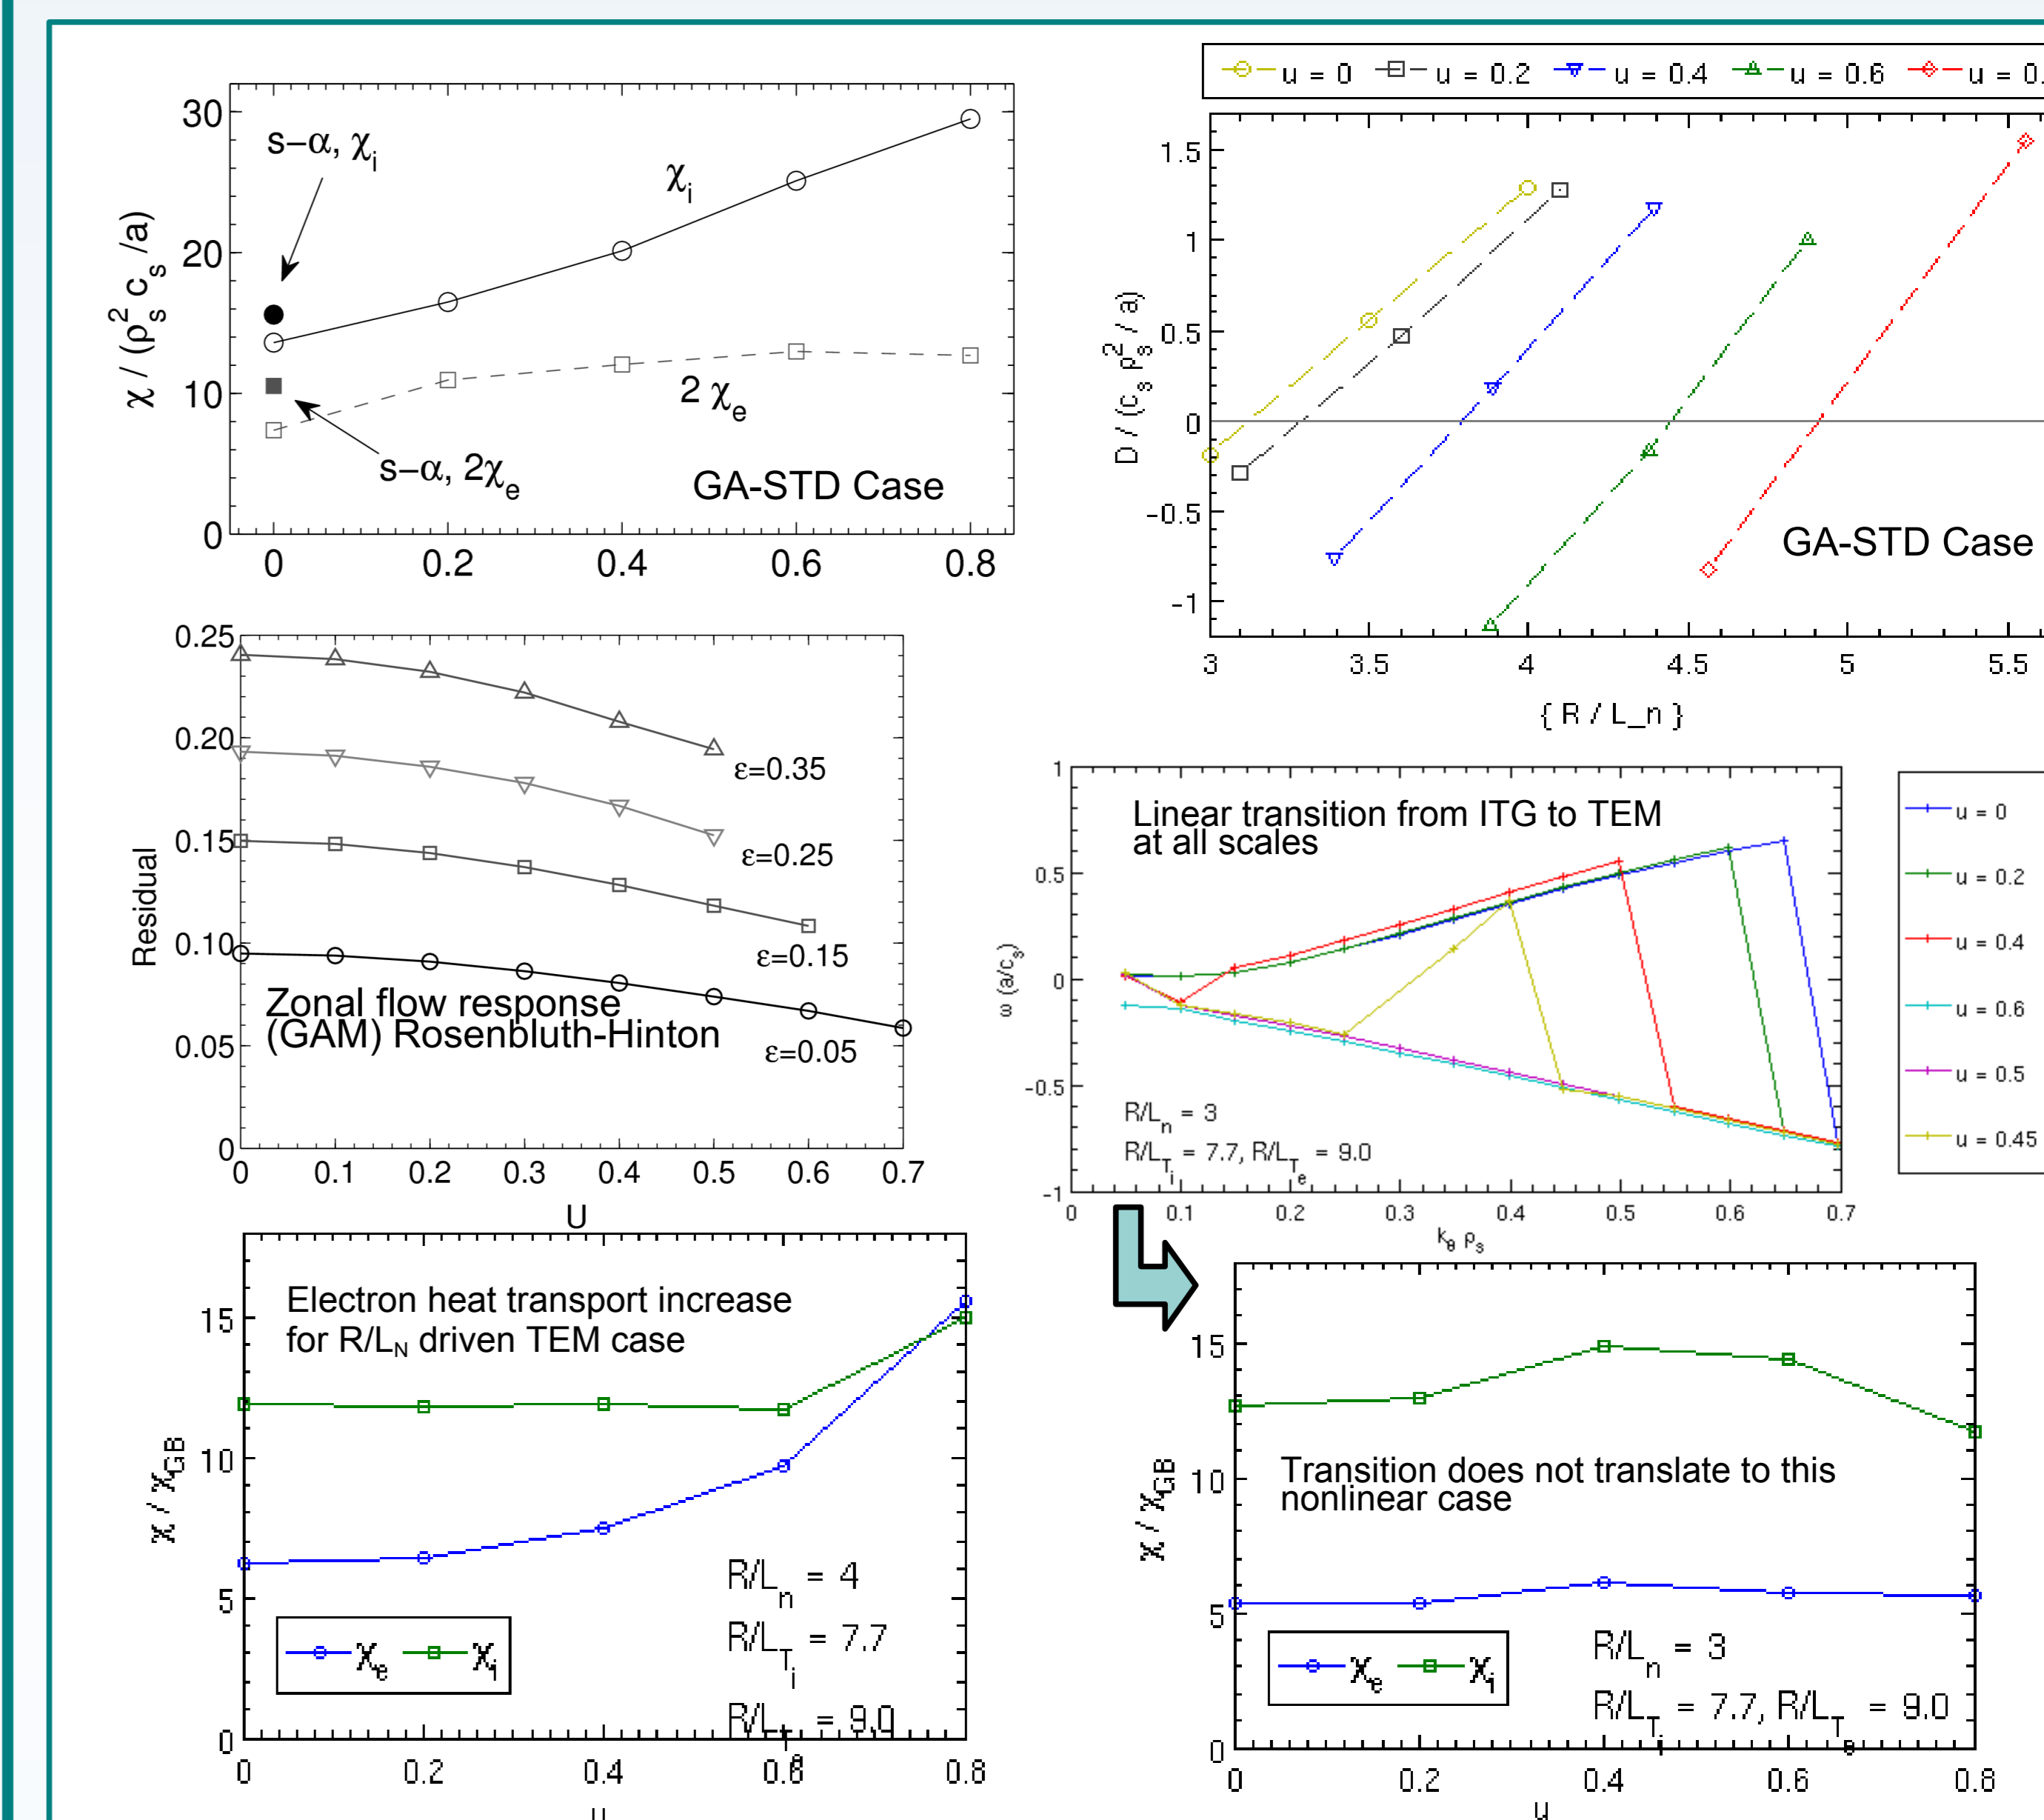 30
20
10
0
0
0.2
0.4
0.6
0.8
χ / (ρs² cs /a)
s−α, χi
χi
2 χe
s−α, 2χe
GA-STD Case
u = 0
u = 0.2
u = 0.4
u = 0.6
u = 0.
1.5
1
0.5
0
-0.5
-1
D / (cs ρs² / a)
GA-STD Case
3
3.5
4
4.5
5
5.5
{ R / L_n }
0.25
0.20
0.15
0.10
0.05
0
Residual
ε=0.35
ε=0.25
ε=0.15
ε=0.05
Zonal flow response
(GAM) Rosenbluth-Hinton
0
0.1
0.2
0.3
0.4
0.5
0.6
0.7
U
Linear transition from ITG to TEM
at all scales
1
0.5
0
-0.5
-1
ω (a/cs)
R/Ln = 3
R/LTi = 7.7, R/LTe = 9.0
0
0.1
0.2
0.3
0.4
0.5
0.6
0.7
kθ ρs
u = 0
u = 0.2
u = 0.4
u = 0.6
u = 0.5
u = 0.45
Electron heat transport increase
for R/LN driven TEM case
15
10
5
0
χ / χGB
χe
χi
R/Ln = 4
R/LTi = 7.7
R/LTe = 9.0
0
0.2
0.4
0.6
0.8
u
15
10
5
0
χ / χGB
Transition does not translate to this
nonlinear case
χe
χi
R/Ln = 3
R/LTi = 7.7, R/LTe = 9.0
0
0.2
0.4
0.6
0.8
u